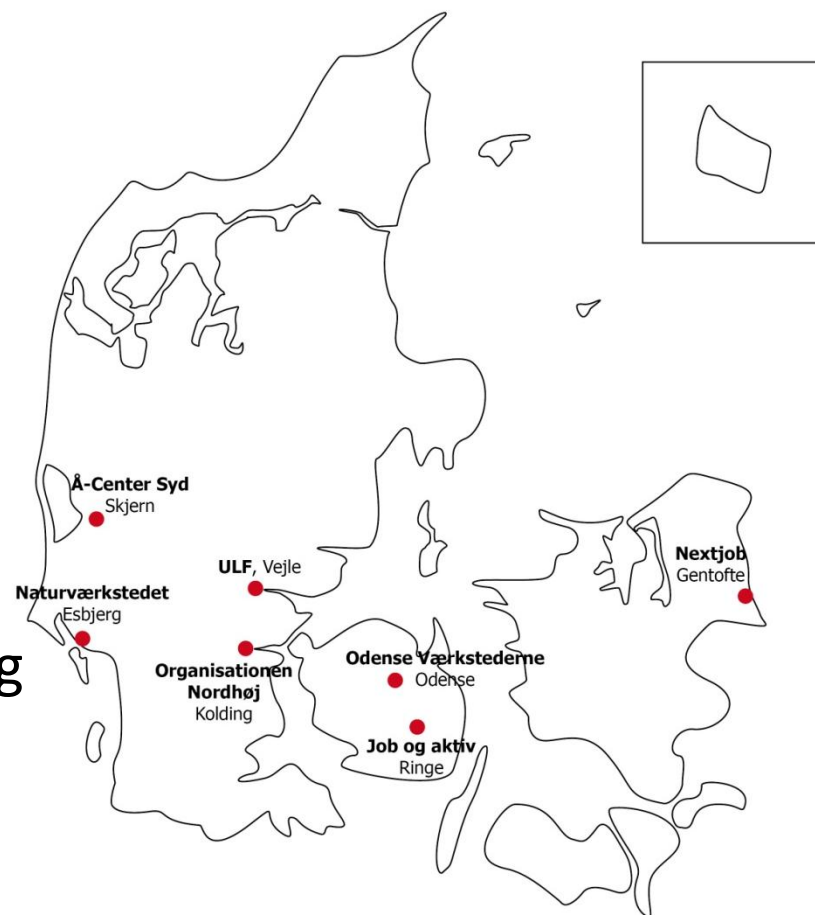 Å-Center Syd
Skjern
Nextjob
Gentofte
ULF, Vejle
Naturværkstedet
Esbjerg
g
Organisationen
Nordhøj
Kolding
Odense Værkstederne
Odense
Job og aktiv
Ringe